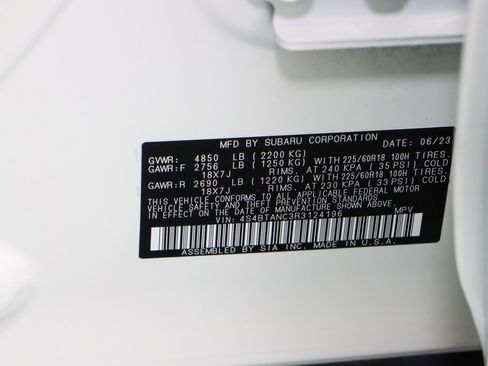 MFD BY SUBARU CORPORATION DATE: 06/23
GVWR: 4850 LB ( 2200 KG)
GAWR:F 2756 LB ( 1250 KG) WITH 225/60R18 100H TIRES.
18X7J RIMS. AT 240 KPA ( 35 PSI) COLD
GAWR:R 2690 LB ( 1220 KG) WITH 225/60R18 100H TIRES.
18X7J RIMS. AT 230 KPA ( 33 PSI) COLD
THIS VEHICLE CONFORMS TO ALL APPLICABLE FEDERAL MOTOR
VEHICLE SAFETY STANDARDS IN EFFECT ON THE DATE OF
MANUFACTURE SHOWN ABOVE.
VIN: 4S4BTANC3R3124196 MPV
ASSEMBLED BY SIA INC. MADE IN U.S.A.